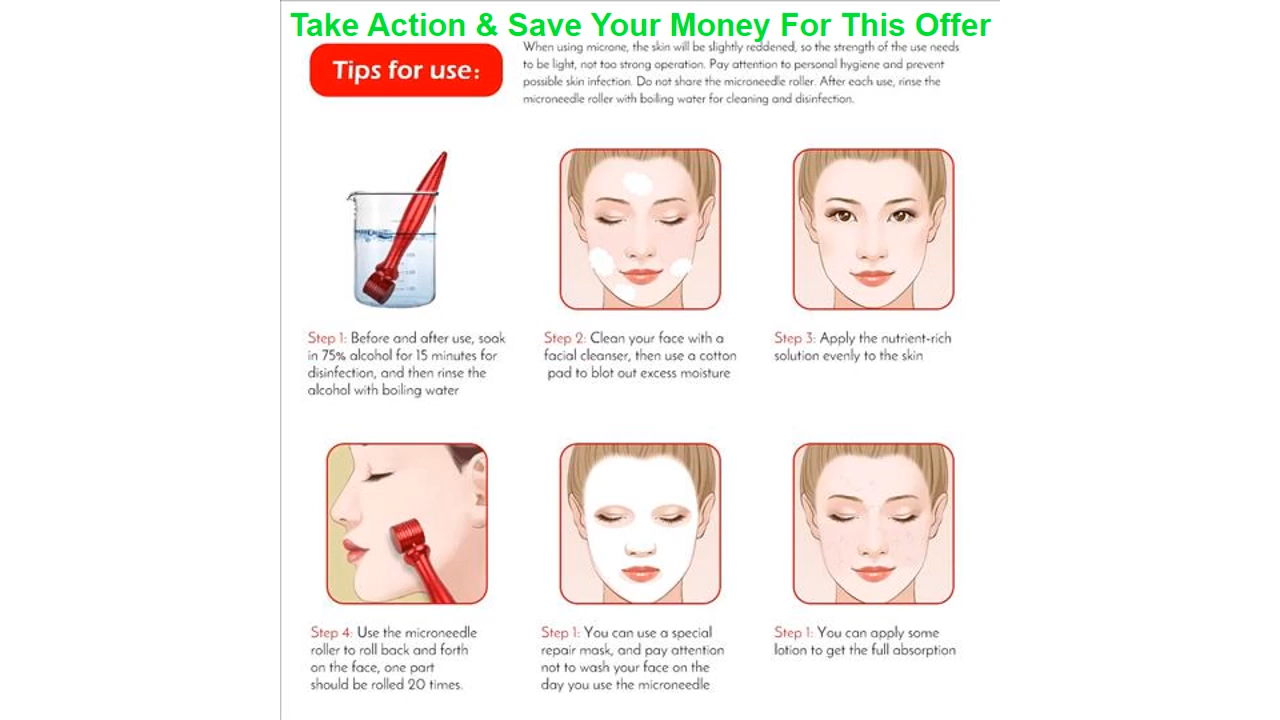 Take Action & Save Your Money For This Offer
Tips for use:
When using microne, the skin will be slightly reddened, so the strength of the use needs
to be light, not too strong operation. Pay attention to personal hygiene and prevent
possible skin infection. Do not share the microneedle roller. After each use, rinse the
microneedle roller with boiling water for cleaning and disinfection.
Step 1: Before and after use, soak
in 75% alcohol for 15 minutes for
disinfection, and then rinse the
alcohol with boiling water
Step 2: Clean your face with a
facial cleanser, then use a cotton
pad to blot out excess moisture
Step 3: Apply the nutrient-rich
solution evenly to the skin
Step 4: Use the microneedle
roller to roll back and forth
on the face, one part
should be rolled 20 times.
Step 1: You can use a special
repair mask, and pay attention
not to wash your face on the
day you use the microneedle
Step 1: You can apply some
lotion to get the full absorption